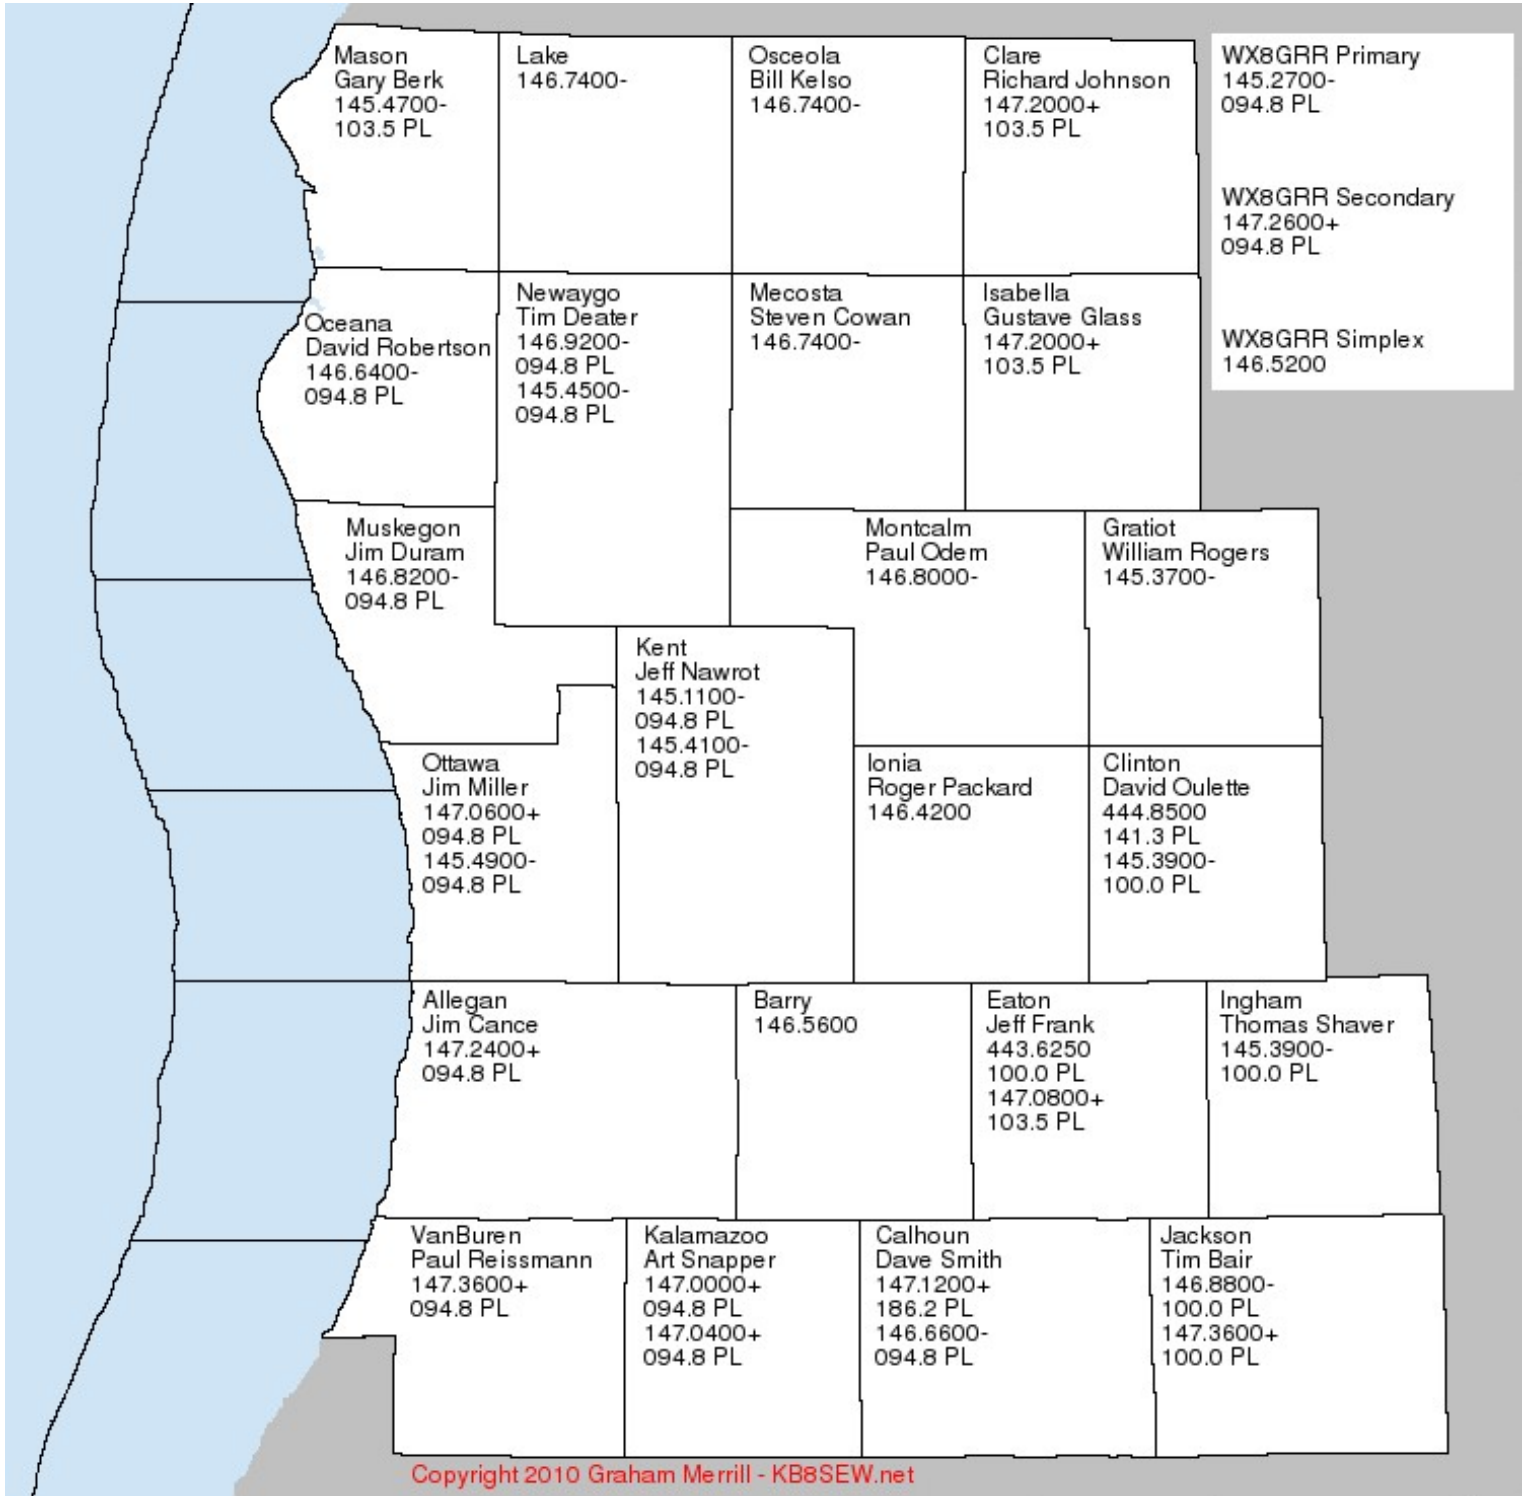 Mason
Gary Berk
145.4700-
103.5 PL
Lake
146.7400-
Osceola
Bill Kelso
146.7400-
Clare
Richard Johnson
147.2000+
103.5 PL
WX8GRR Primary
145.2700-
094.8 PL
WX8GRR Secondary
147.2600+
094.8 PL
WX8GRR Simplex
146.5200
Oceana
David Robertson
146.6400-
094.8 PL
Newaygo
Tim Deater
146.9200-
094.8 PL
145.4500-
094.8 PL
Mecosta
Steven Cowan
146.7400-
Isabella
Gustave Glass
147.2000+
103.5 PL
Muskegon
Jim Duram
146.8200-
094.8 PL
Montcalm
Paul Odem
146.8000-
Gratiot
William Rogers
145.3700-
Kent
Jeff Nawrot
145.1100-
094.8 PL
145.4100-
094.8 PL
Ottawa
Jim Miller
147.0600+
094.8 PL
145.4900-
094.8 PL
Ionia
Roger Packard
146.4200
Clinton
David Oulette
444.8500
141.3 PL
145.3900-
100.0 PL
Allegan
Jim Cance
147.2400+
094.8 PL
Barry
146.5600
Eaton
Jeff Frank
443.6250
100.0 PL
147.0800+
103.5 PL
Ingham
Thomas Shaver
145.3900-
100.0 PL
VanBuren
Paul Reissmann
147.3600+
094.8 PL
Kalamazoo
Art Snapper
147.0000+
094.8 PL
147.0400+
094.8 PL
Calhoun
Dave Smith
147.1200+
186.2 PL
146.6600-
094.8 PL
Jackson
Tim Bair
146.8800-
100.0 PL
147.3600+
100.0 PL
Copyright 2010 Graham Merrill - KB8SEW.net